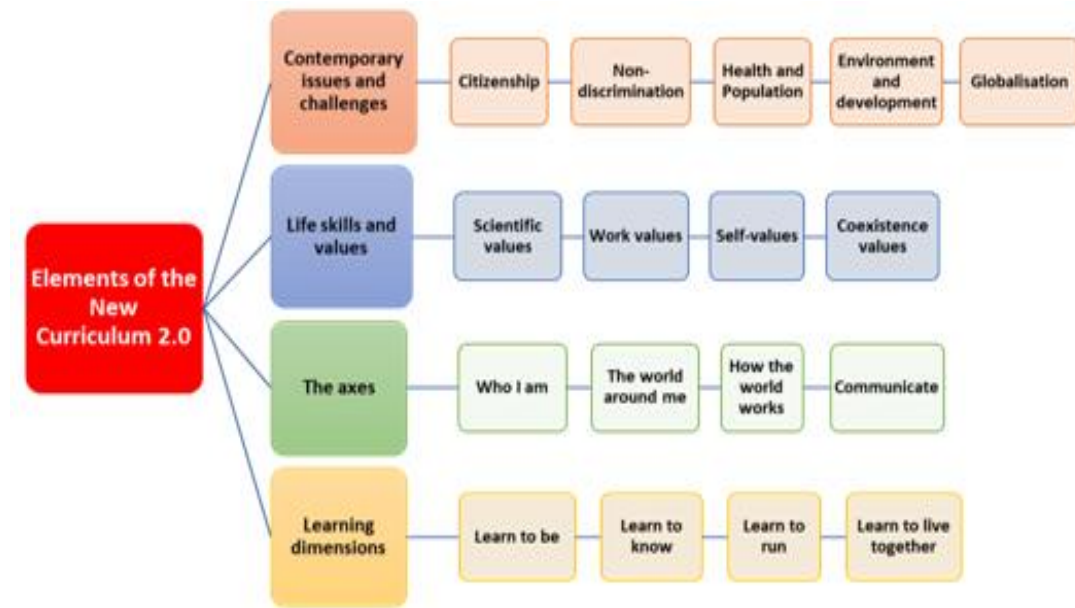 Elements of the
New
Curriculum 2.0
Contemporary
issues and
challenges
Citizenship
Non-
discrimination
Health and
Population
Environment
and
development
Globalisation
Life skills and
values
Scientific
values
Work values
Self-values
Coexistence
values
The axes
Who I am
The world
around me
How the
world
works
Communicate
Learning
dimensions
Learn to be
Learn to
know
Learn to
run
Learn to live
together